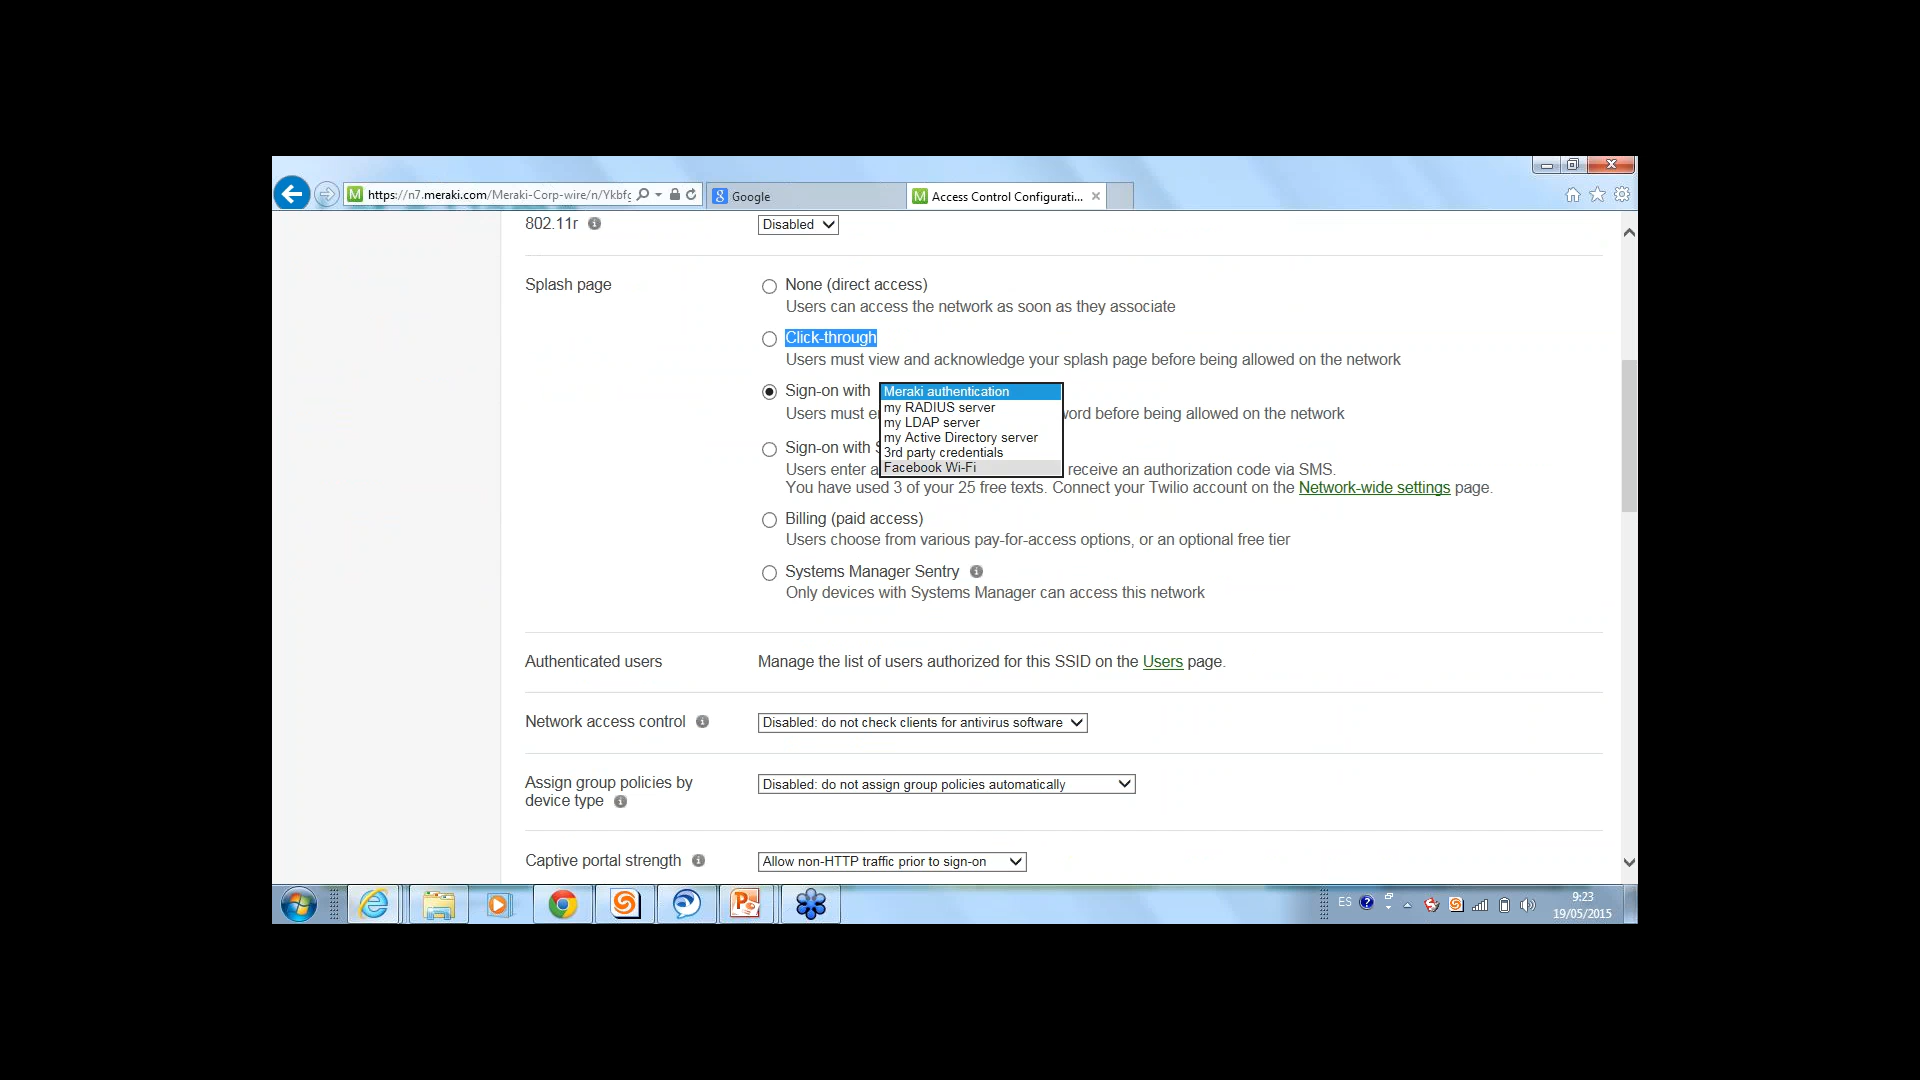 https://n7.meraki.com/Meraki-Corp-wire/n/Ykbfg
Google
Access Control Configurati...
802.11r
Disabled
Splash page
None (direct access)
Users can access the network as soon as they associate
Click-through
Users must view and acknowledge your splash page before being allowed on the network
Sign-on with
Meraki authentication
my RADIUS server
my LDAP server
my Active Directory server
3rd party credentials
Facebook Wi-Fi
Users must word before being allowed on the network
Sign-on with
Users enter a receive an authorization code via SMS.
You have used 3 of your 25 free texts. Connect your Twilio account on the Network-wide settings page.
Billing (paid access)
Users choose from various pay-for-access options, or an optional free tier
Systems Manager Sentry
Only devices with Systems Manager can access this network
Authenticated users
Manage the list of users authorized for this SSID on the Users page.
Network access control
Disabled: do not check clients for antivirus software
Assign group policies by
device type
Disabled: do not assign group policies automatically
Captive portal strength
Allow non-HTTP traffic prior to sign-on
ES
9:23
19/05/2015